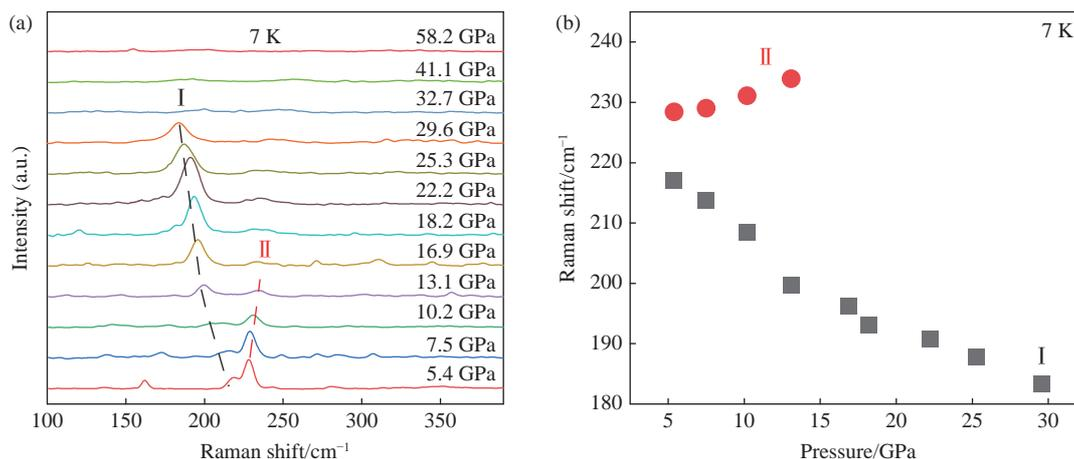 (a)
7 K
58.2 GPa
41.1 GPa
32.7 GPa
29.6 GPa
25.3 GPa
22.2 GPa
18.2 GPa
16.9 GPa
13.1 GPa
10.2 GPa
7.5 GPa
5.4 GPa
I
II
Intensity (a.u.)
100 150 200 250 300 350
Raman shift/cm⁻¹
(b)
7 K
II
I
240
230
220
210
200
190
180
Raman shift/cm⁻¹
5 10 15 20 25 30
Pressure/GPa